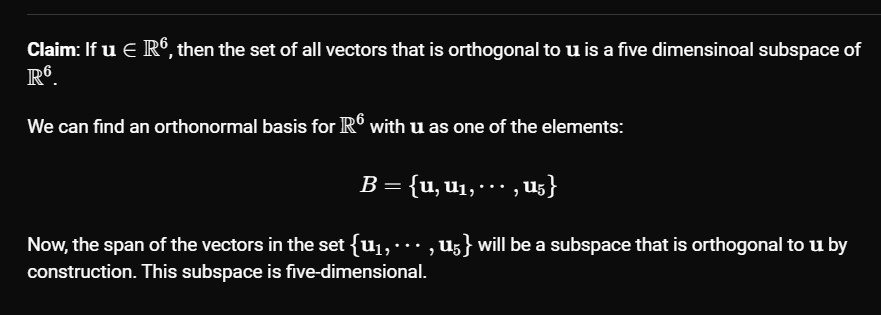 Claim: If u ∈ ℝ⁶, then the set of all vectors that is orthogonal to u is a five dimensinoal subspace of
ℝ⁶.
We can find an orthonormal basis for ℝ⁶ with u as one of the elements:
B = {u, u₁, ⋯ , u₅}
Now, the span of the vectors in the set {u₁, ⋯ , u₅} will be a subspace that is orthogonal to u by
construction. This subspace is five-dimensional.